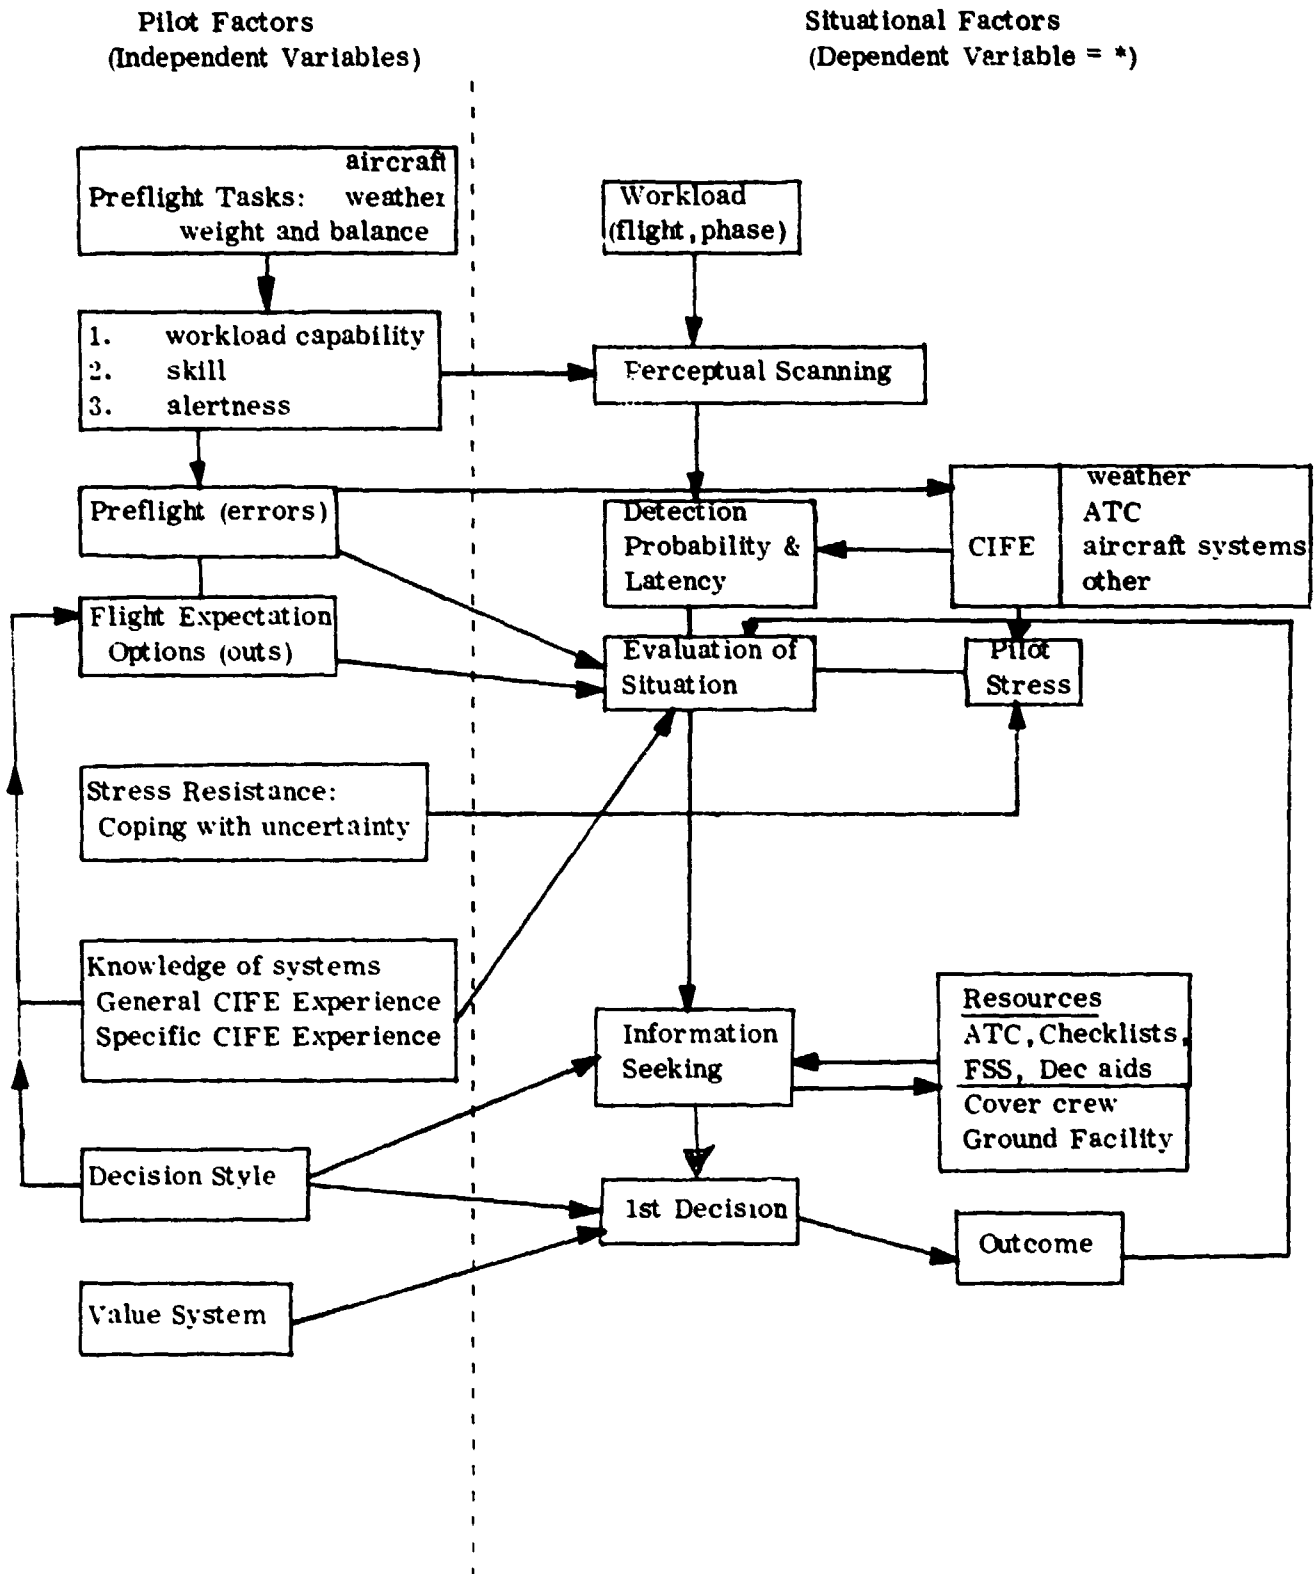 Pilot Factors
(Independent Variables)
Situational Factors
(Dependent Variable = *)
aircraft
Preflight Tasks: weather
weight and balance
Workload
(flight, phase)
1. workload capability
2. skill
3. alertness
Perceptual Scanning
Preflight (errors)
Detection
Probability &
Latency
CIFE
weather
ATC
aircraft systems
other
Flight Expectation
Options (outs)
Evaluation of
Situation
Pilot
Stress
Stress Resistance:
Coping with uncertainty
Knowledge of systems
General CIFE Experience
Specific CIFE Experience
Information
Seeking
Resources
ATC, Checklists,
FSS, Dec aids
Cover crew
Ground Facility
Decision Style
1st Decision
Outcome
Value System